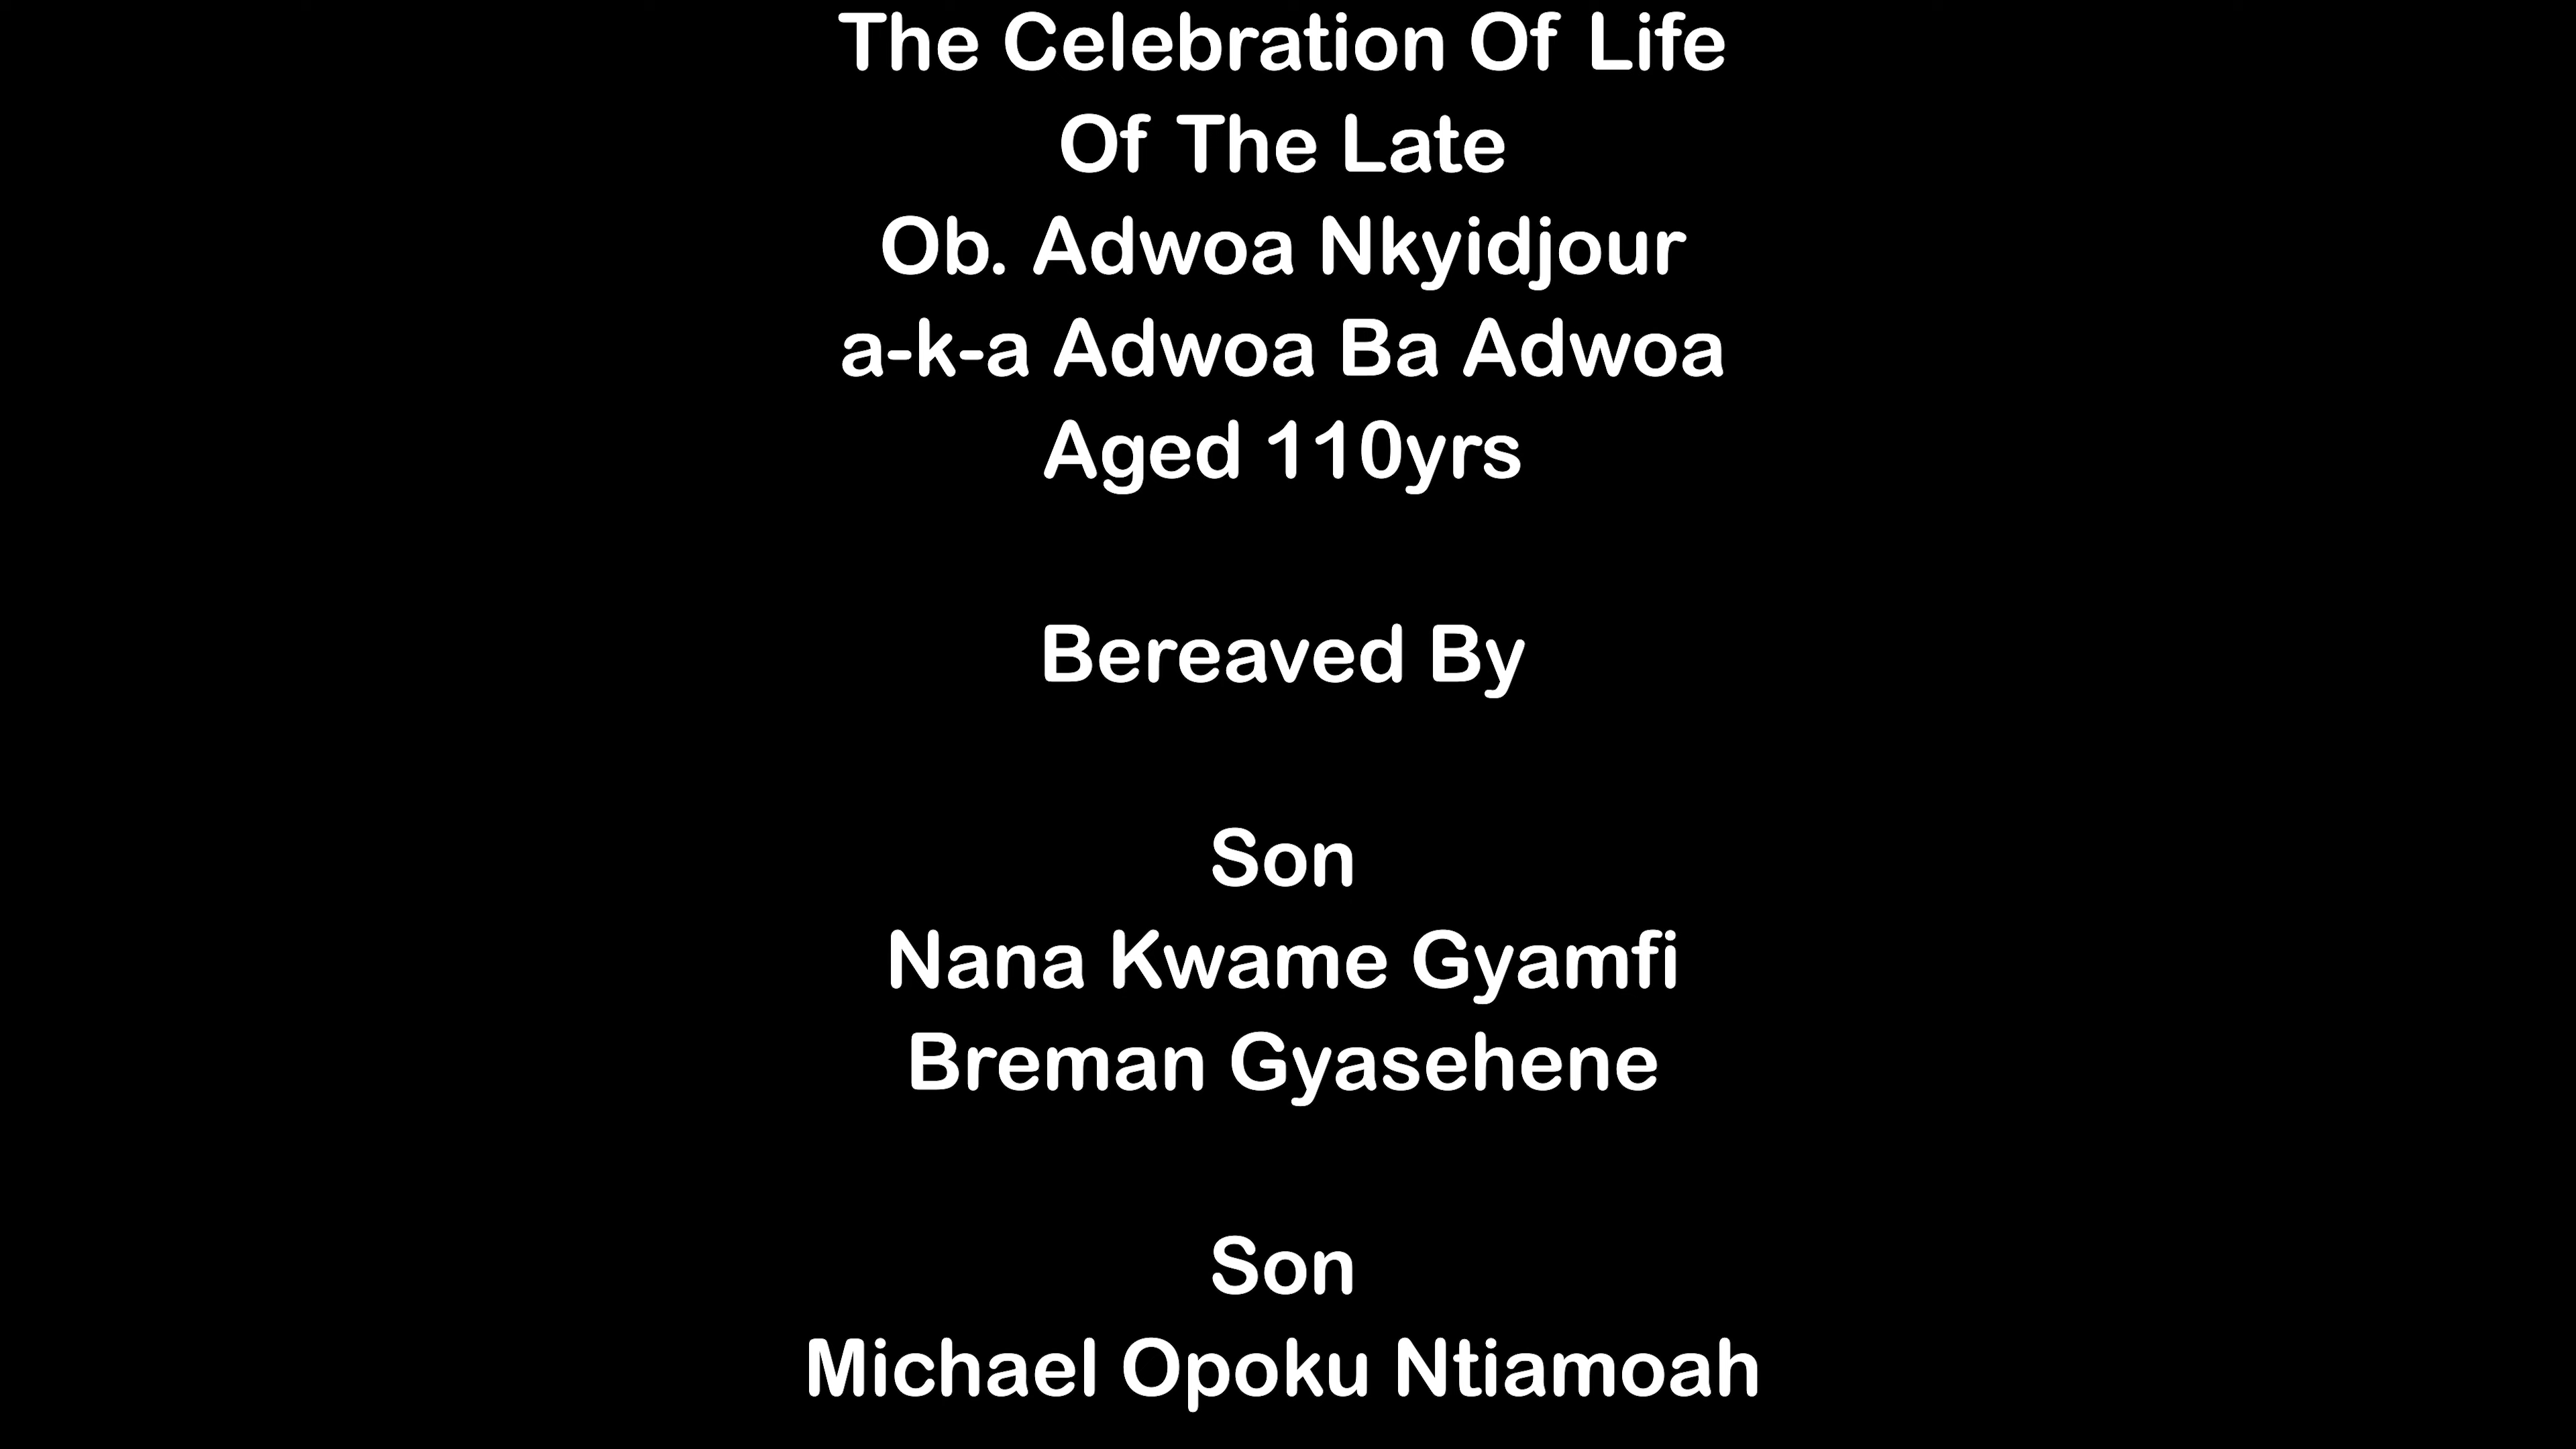 The Celebration Of Life
Of The Late
Ob. Adwoa Nkyidjour
a-k-a Adwoa Ba Adwoa
Aged 110yrs
Bereaved By
Son
Nana Kwame Gyamfi
Breman Gyasehene
Son
Michael Opoku Ntiamoah